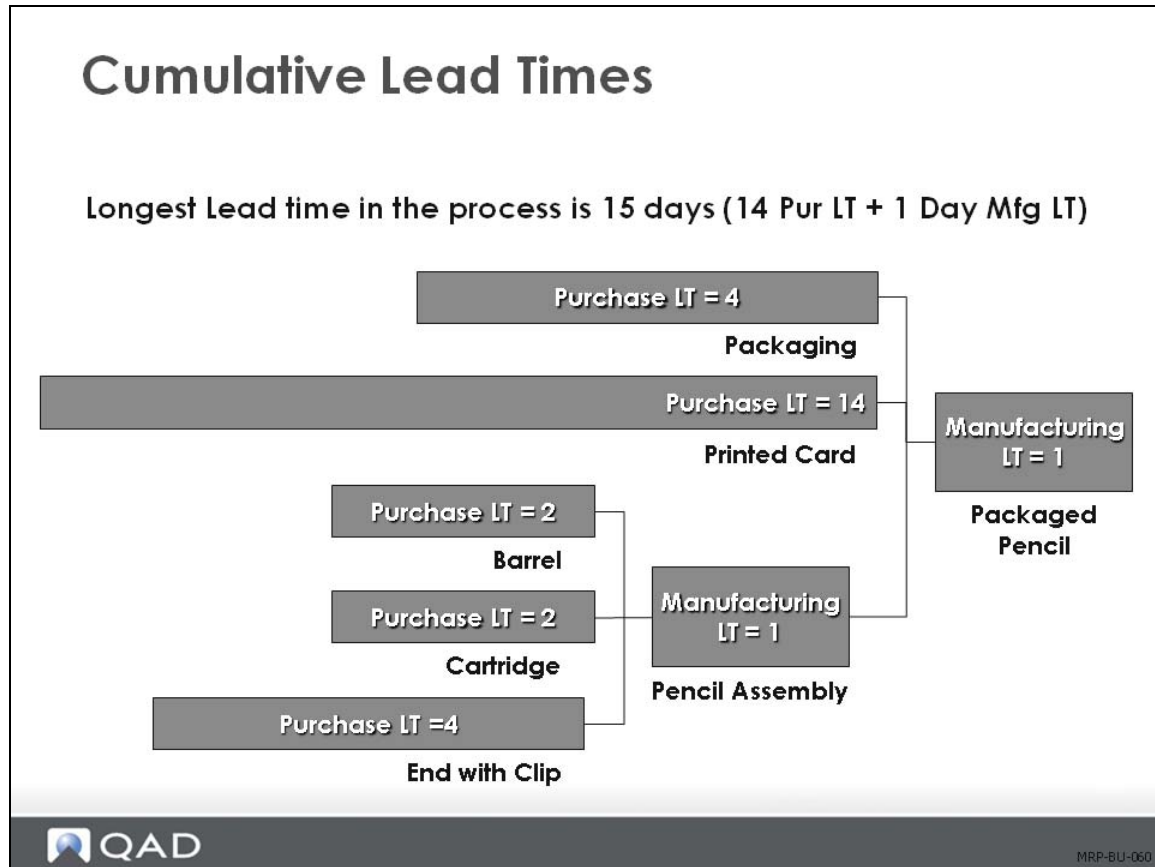 Cumulative Lead Times
Longest Lead time in the process is 15 days (14 Pur LT + 1 Day Mfg LT)
Purchase LT = 4
Packaging
Purchase LT = 14
Printed Card
Manufacturing
LT = 1
Packaged
Pencil
Purchase LT = 2
Barrel
Purchase LT = 2
Cartridge
Manufacturing
LT = 1
Pencil Assembly
Purchase LT =4
End with Clip
QAD
MRP-BU-060